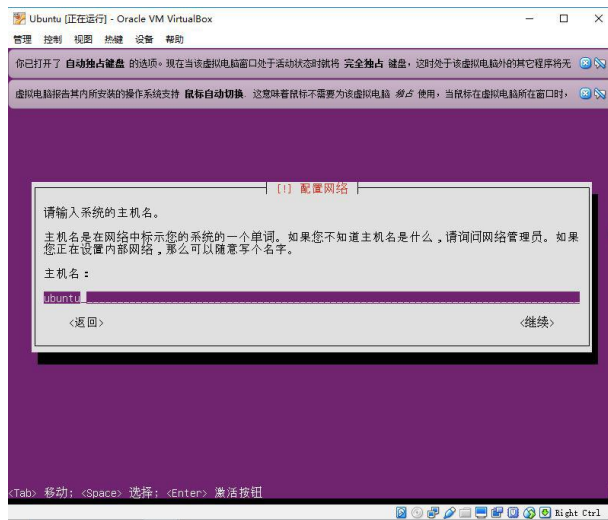 Ubuntu [正在运行] - Oracle VM VirtualBox
管理 控制 视图 热键 设备 帮助
你已打开了 自动独占键盘 的选项。现在当该虚拟电脑窗口处于活动状态时就将 完全独占 键盘，这时处于该虚拟电脑外的其它程序将无
虚拟电脑报告其内所安装的操作系统支持 鼠标自动切换. 这意味着鼠标不需要为该虚拟电脑 独占 使用，当鼠标在虚拟电脑所在窗口时，
[!] 配置网络
请输入系统的主机名。
主机名是在网络中标示您的系统的一个单词。如果您不知道主机名是什么，请询问网络管理员。如果
您正在设置内部网络，那么可以随意写个名字。
主机名：
ubuntu
<返回> <继续>
<Tab> 移动; <Space> 选择; <Enter> 激活按钮
Right Ctrl